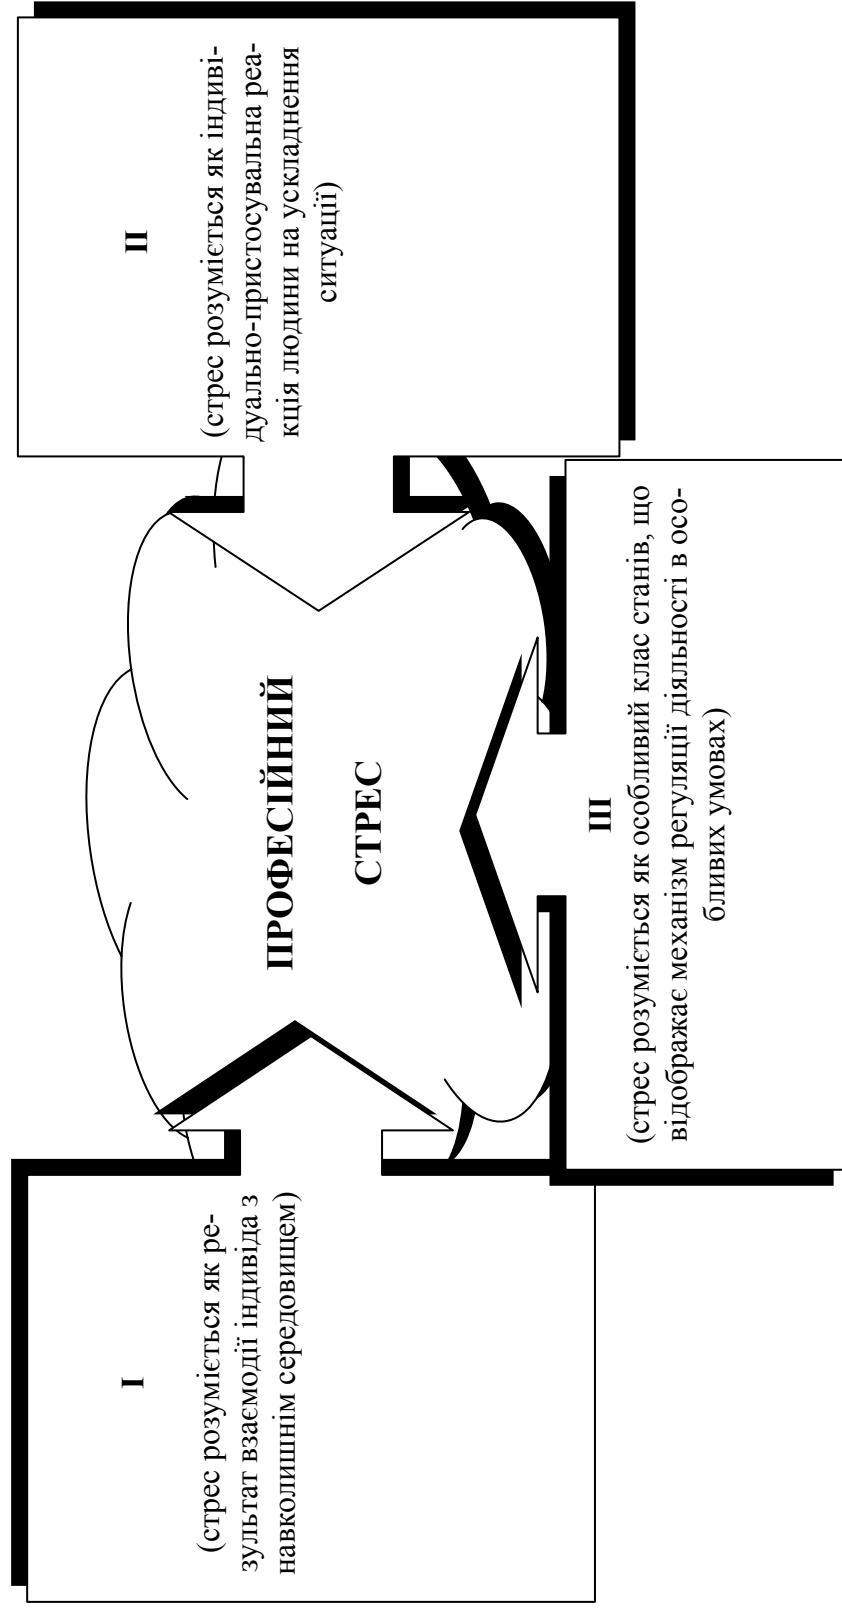 I
(стрес розуміється як ре-
зультат взаємодії індивіда з
навколишнім середовищем)
ПРОФЕСІЙНИЙ
СТРЕС
II
(стрес розуміється як індиві-
дуально-пристосувальна реа-
кція людини на ускладнення
ситуації)
III
(стрес розуміється як особливий клас станів, що
відображає механізм регуляції діяльності в осо-
бливих умовах)